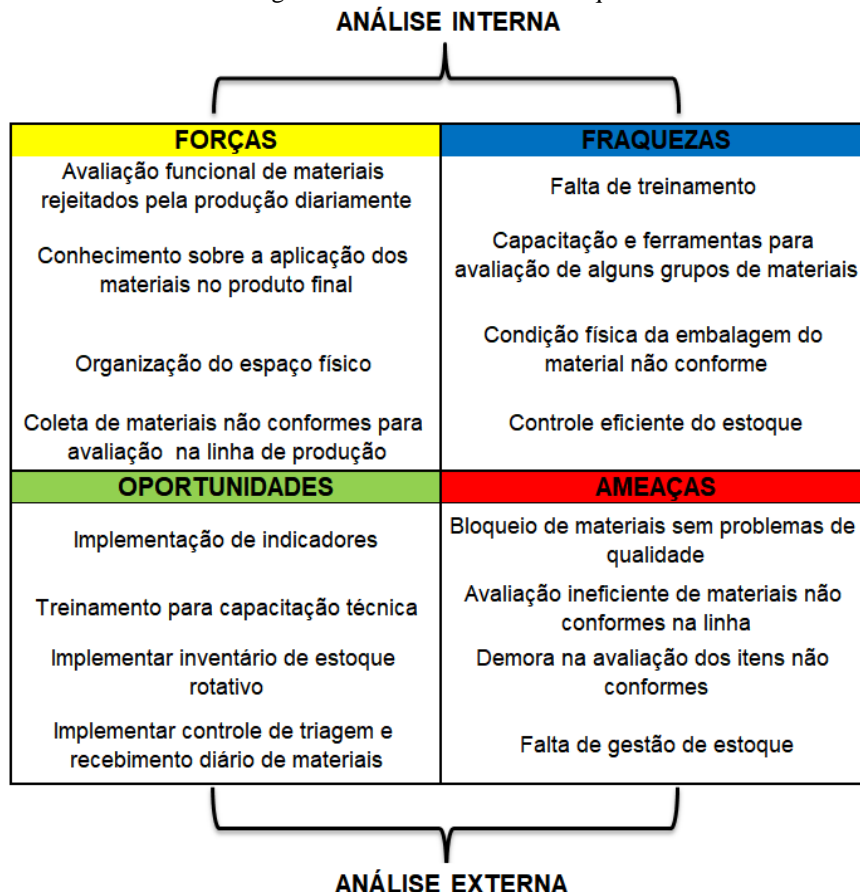 ANÁLISE INTERNA
FORÇAS
Avaliação funcional de materiais
rejeitados pela produção diariamente
Conhecimento sobre a aplicação dos
materiais no produto final
Organização do espaço físico
Coleta de materiais não conformes para
avaliação na linha de produção
FRAQUEZAS
Falta de treinamento
Capacitação e ferramentas para
avaliação de alguns grupos de materiais
Condição física da embalagem do
material não conforme
Controle eficiente do estoque
OPORTUNIDADES
Implementação de indicadores
Treinamento para capacitação técnica
Implementar inventário de estoque
rotativo
Implementar controle de triagem e
recebimento diário de materiais
AMEAÇAS
Bloqueio de materiais sem problemas de
qualidade
Avaliação ineficiente de materiais não
conformes na linha
Demora na avaliação dos itens não
conformes
Falta de gestão de estoque
ANÁLISE EXTERNA